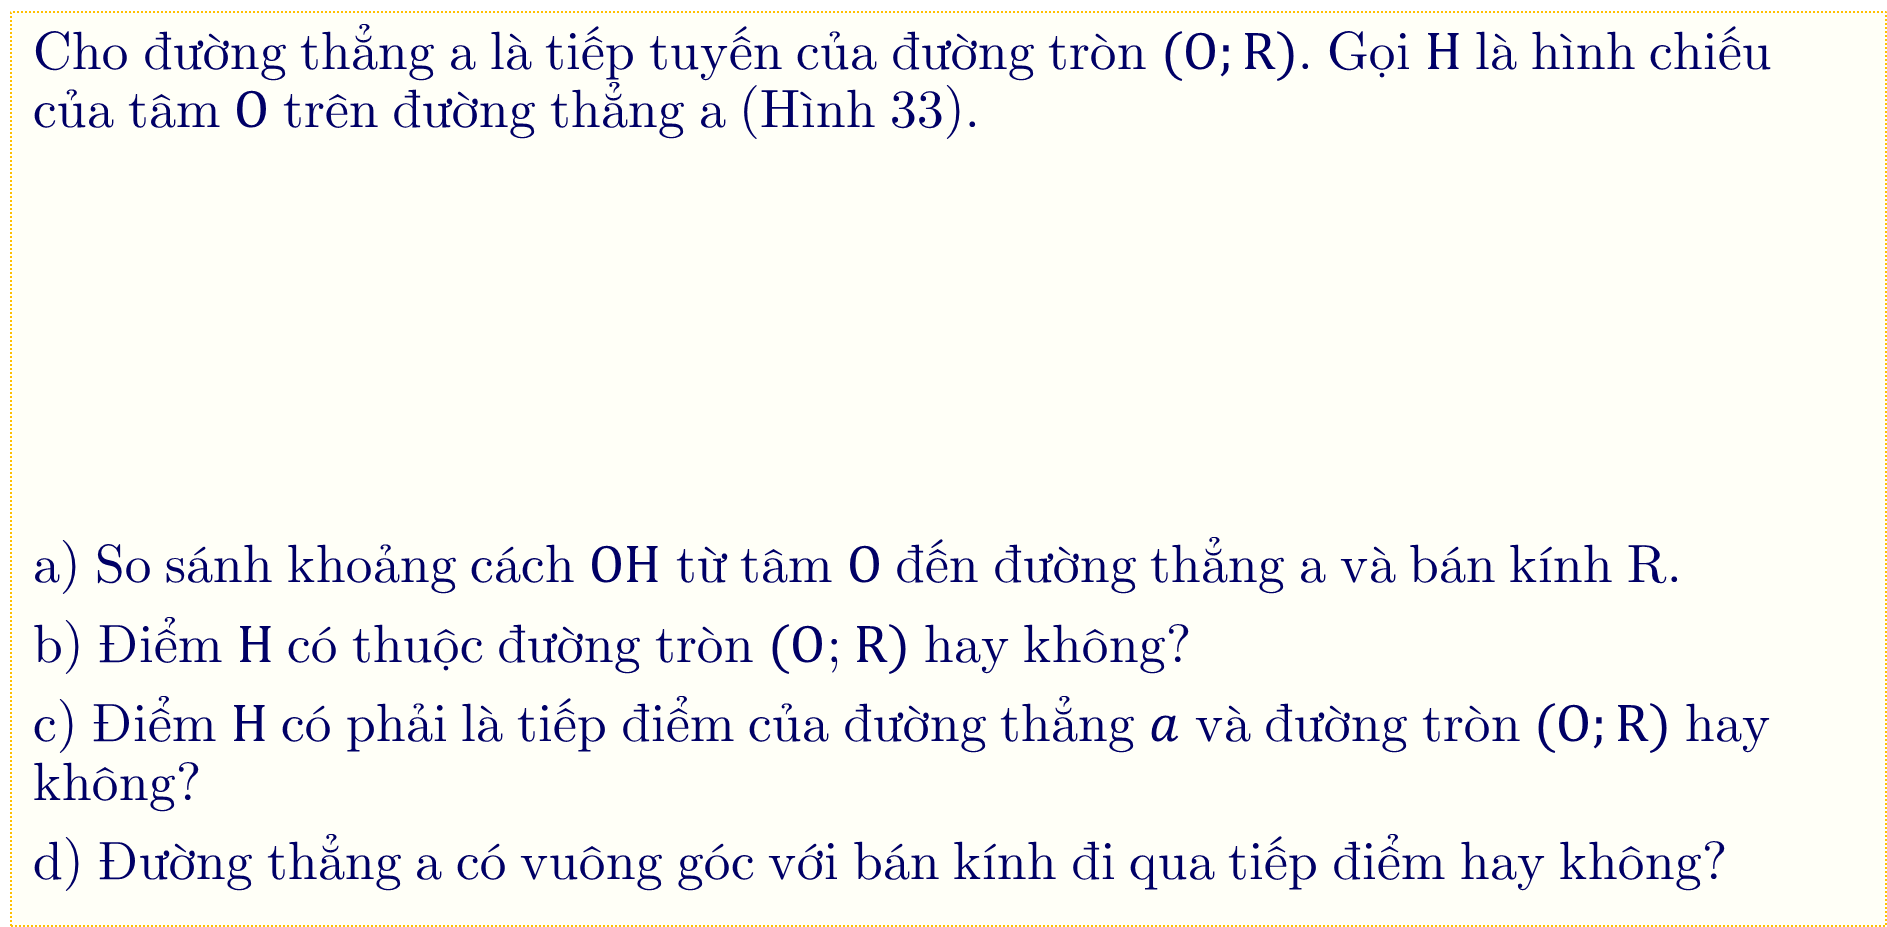 Cho đường thẳng a là tiếp tuyến của đường tròn (O; R). Gọi H là hình chiếu
của tâm O trên đường thẳng a (Hình 33).
a) So sánh khoảng cách OH từ tâm O đến đường thẳng a và bán kính R.
b) Điểm H có thuộc đường tròn (O; R) hay không?
c) Điểm H có phải là tiếp điểm của đường thẳng a và đường tròn (O; R) hay
không?
d) Đường thẳng a có vuông góc với bán kính đi qua tiếp điểm hay không?